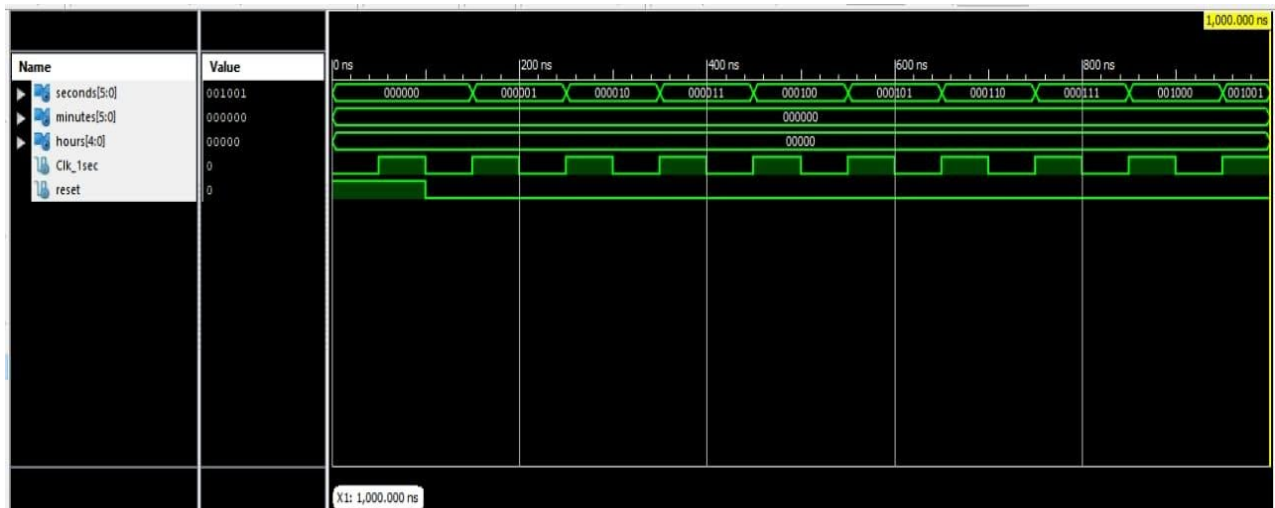 1,000.000 ns
Name Value 0 ns 200 ns 400 ns 600 ns 800 ns
seconds[5:0] 001001 000000 000001 000010 000011 000100 000101 000110 000111 001000 001001
minutes[5:0] 000000 000000
hours[4:0] 00000 00000
Clk_1sec 0
reset 0
X1: 1,000.000 ns